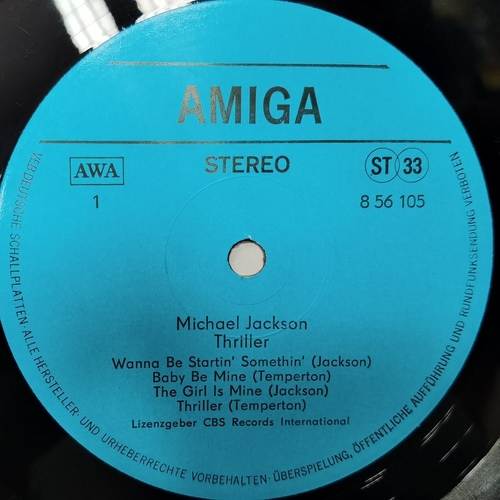 AMIGA
STEREO
AWA
ST 33
1
8 56 105
Michael Jackson
Thriller
Wanna Be Startin' Somethin' (Jackson)
Baby Be Mine (Temperton)
The Girl Is Mine (Jackson)
Thriller (Temperton)
Lizenzgeber CBS Records International
VEB DEUTSCHE SCHALLPLATTEN · ALLE HERSTELLER- UND URHEBERRECHTE VORBEHALTEN · ÜBERSPIELUNG, ÖFFENTLICHE AUFFÜHRUNG UND RUNDFUNKSENDUNG VERBOTEN